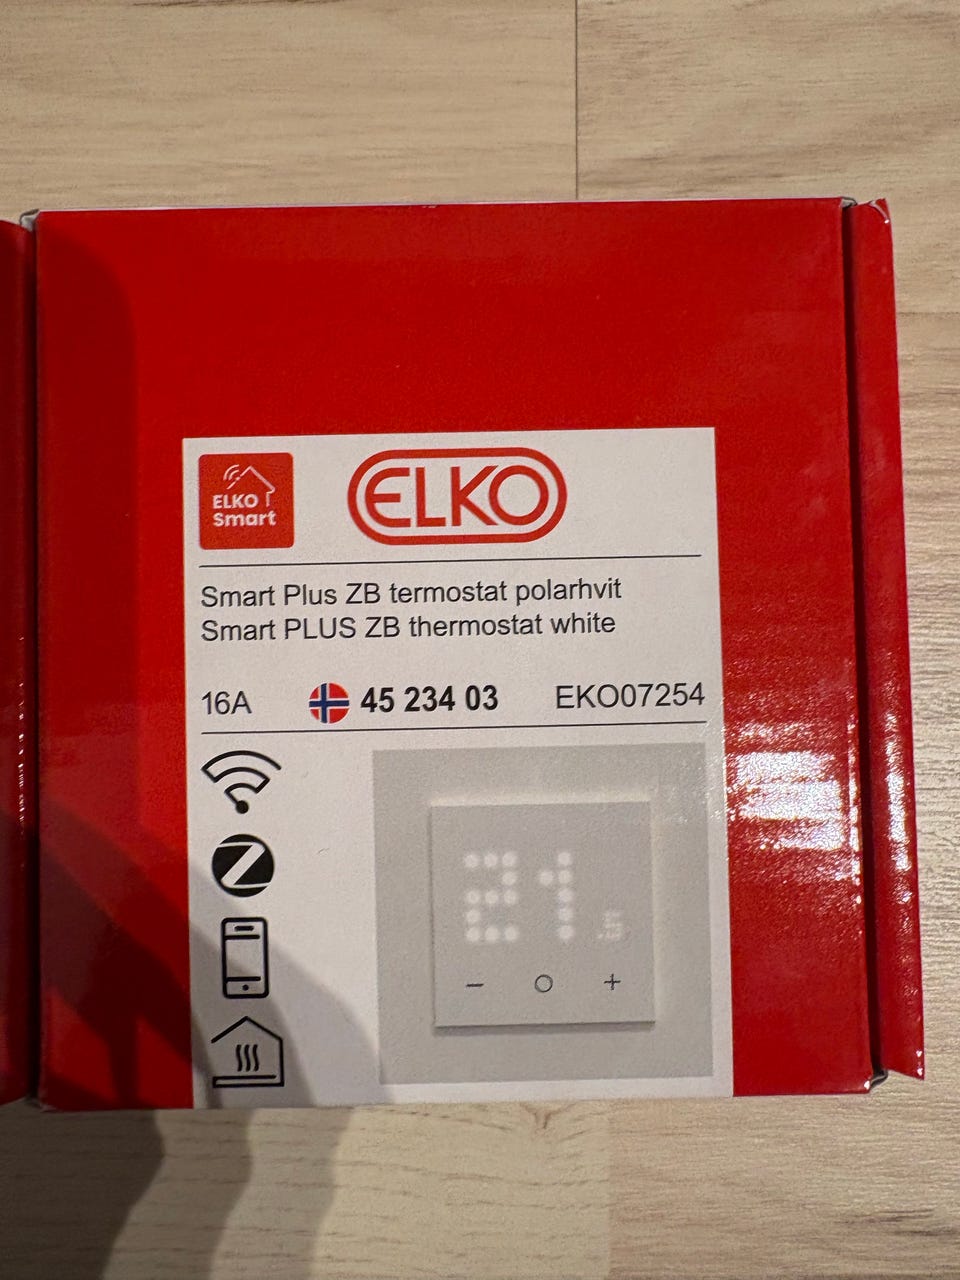 ELKO
Smart
ELKO
Smart Plus ZB termostat polarhvit
Smart PLUS ZB thermostat white
16A 45 234 03 EKO07254
21.5
− ○ +